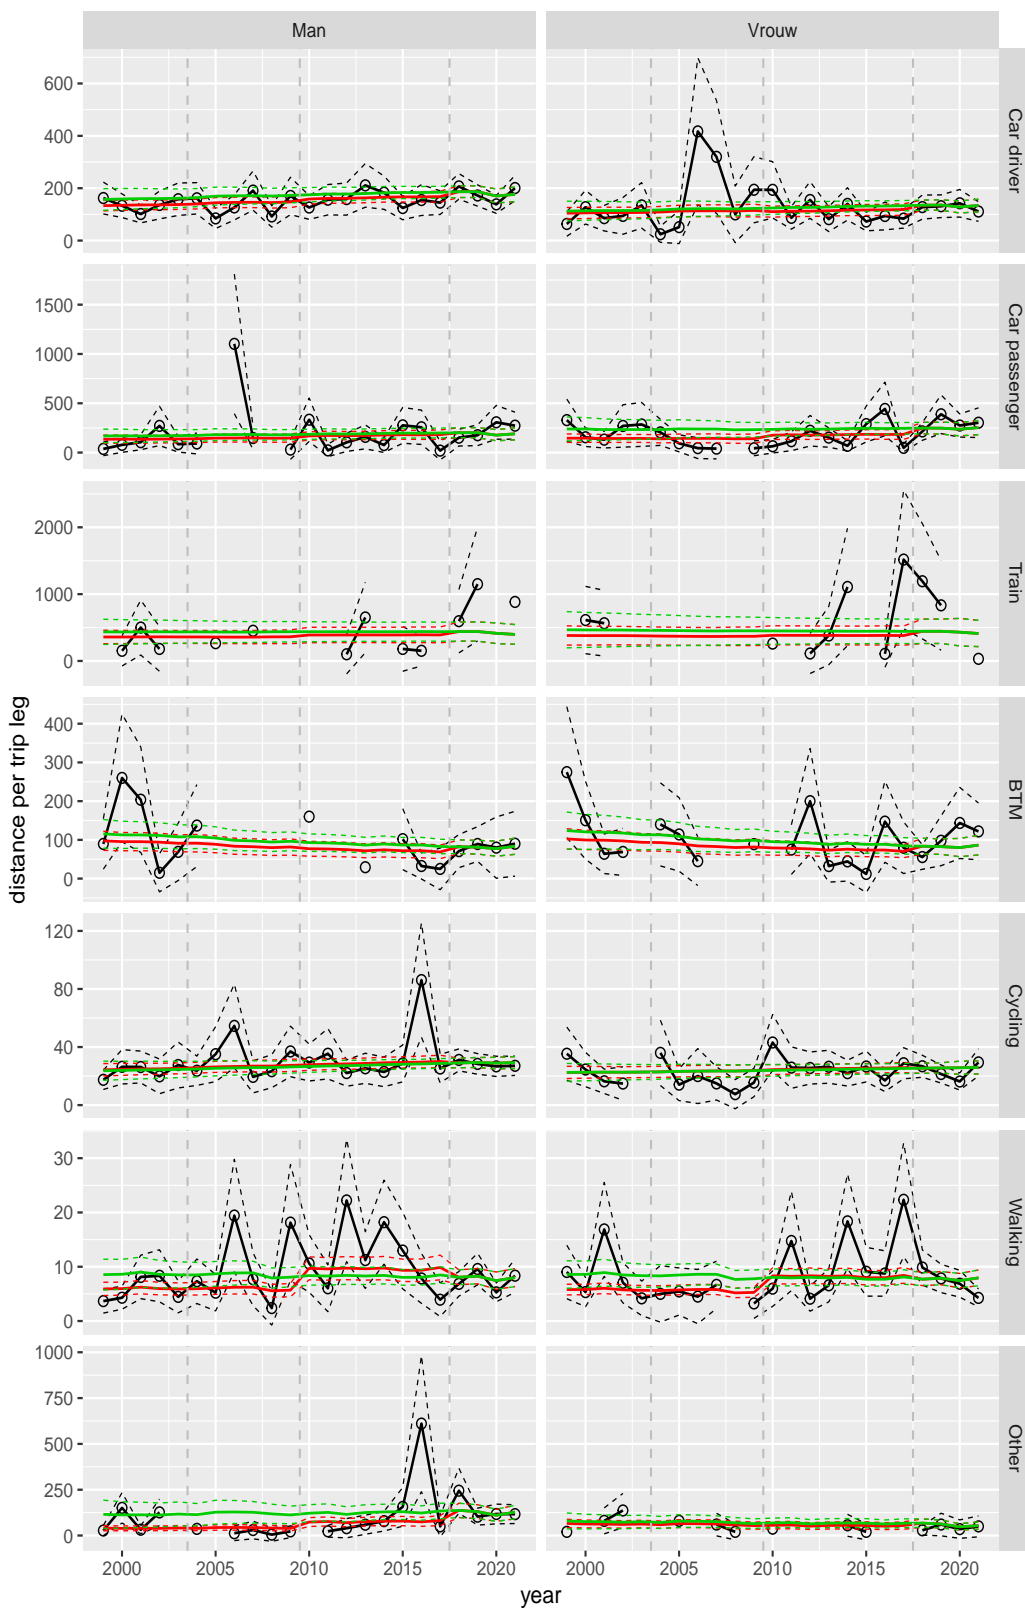 Man Vrouw
600
400
200
0
Car driver
1500
1000
500
0
Car passenger
2000
1000
0
Train
400
300
200
100
0
BTM
distance per trip leg
120
80
40
0
Cycling
30
20
10
0
Walking
1000
750
500
250
0
Other
2000 2005 2010 2015 2020 2000 2005 2010 2015 2020
year